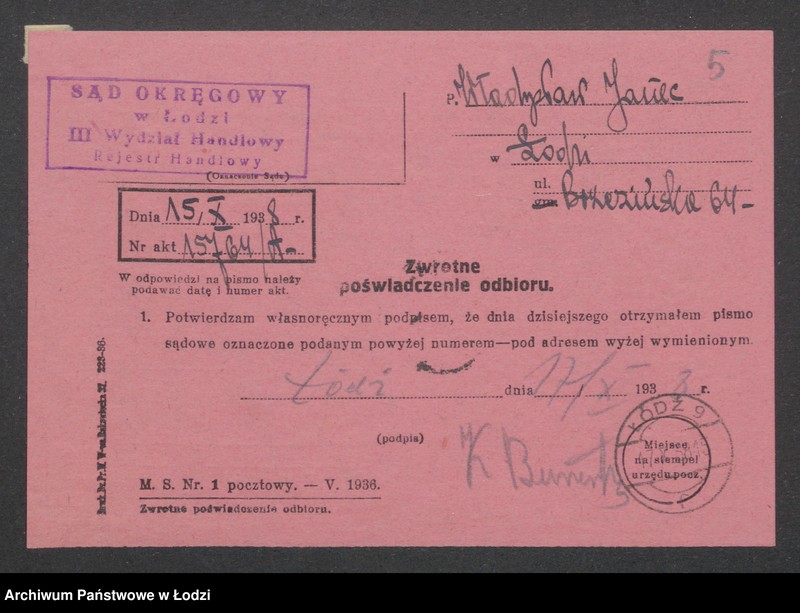 SĄD OKRĘGOWY
w Łodzi
III Wydział Handlowy
Rejestr Handlowy
(Oznaczenie Sądu)
5
P. Władysław
w Łodzi
ul. Brzezińska 64-
Dnia 15, X 1938 r.
Nr akt 15764/A-
W odpowiedzi na pismo należy
podawać datę i numer akt.
Zwrotne
poświadczenie odbioru.
1. Potwierdzam własnoręcznym podpisem, że dnia dzisiejszego otrzymałem pismo
sądowe oznaczone podanym powyżej numerem—pod adresem wyżej wymienionym.
Łódź dnia 17/X 1938 r.
(podpis)
K
ŁÓDŹ 9
Miejsce
na stempel
urzędu pocz.
M. S. Nr. 1 pocztowy. — V. 1936.
Zwrotne poświadczenie odbioru.
Archiwum Państwowe w Łodzi